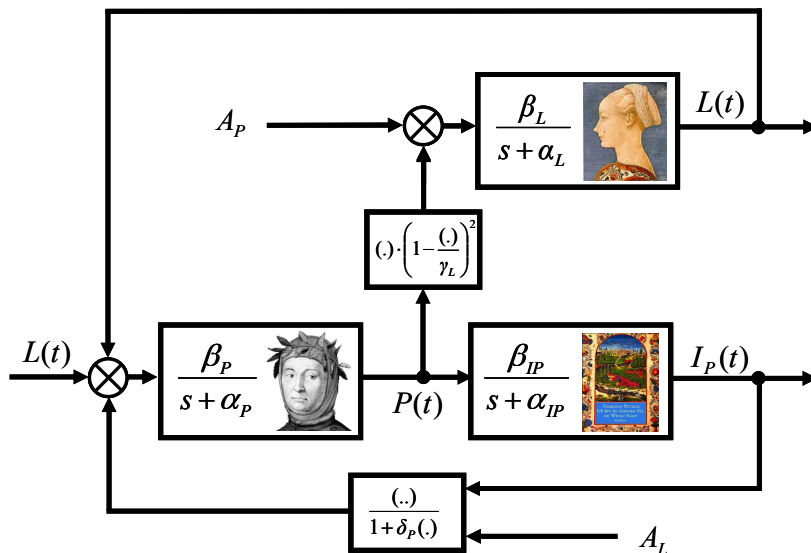 A_P
β_L / (s + α_L)
L(t)
(.)·(1 − (.)/γ_L)^2
L(t)
β_P / (s + α_P)
P(t)
β_IP / (s + α_IP)
I_P(t)
(..) / (1 + δ_P(.))
A_L